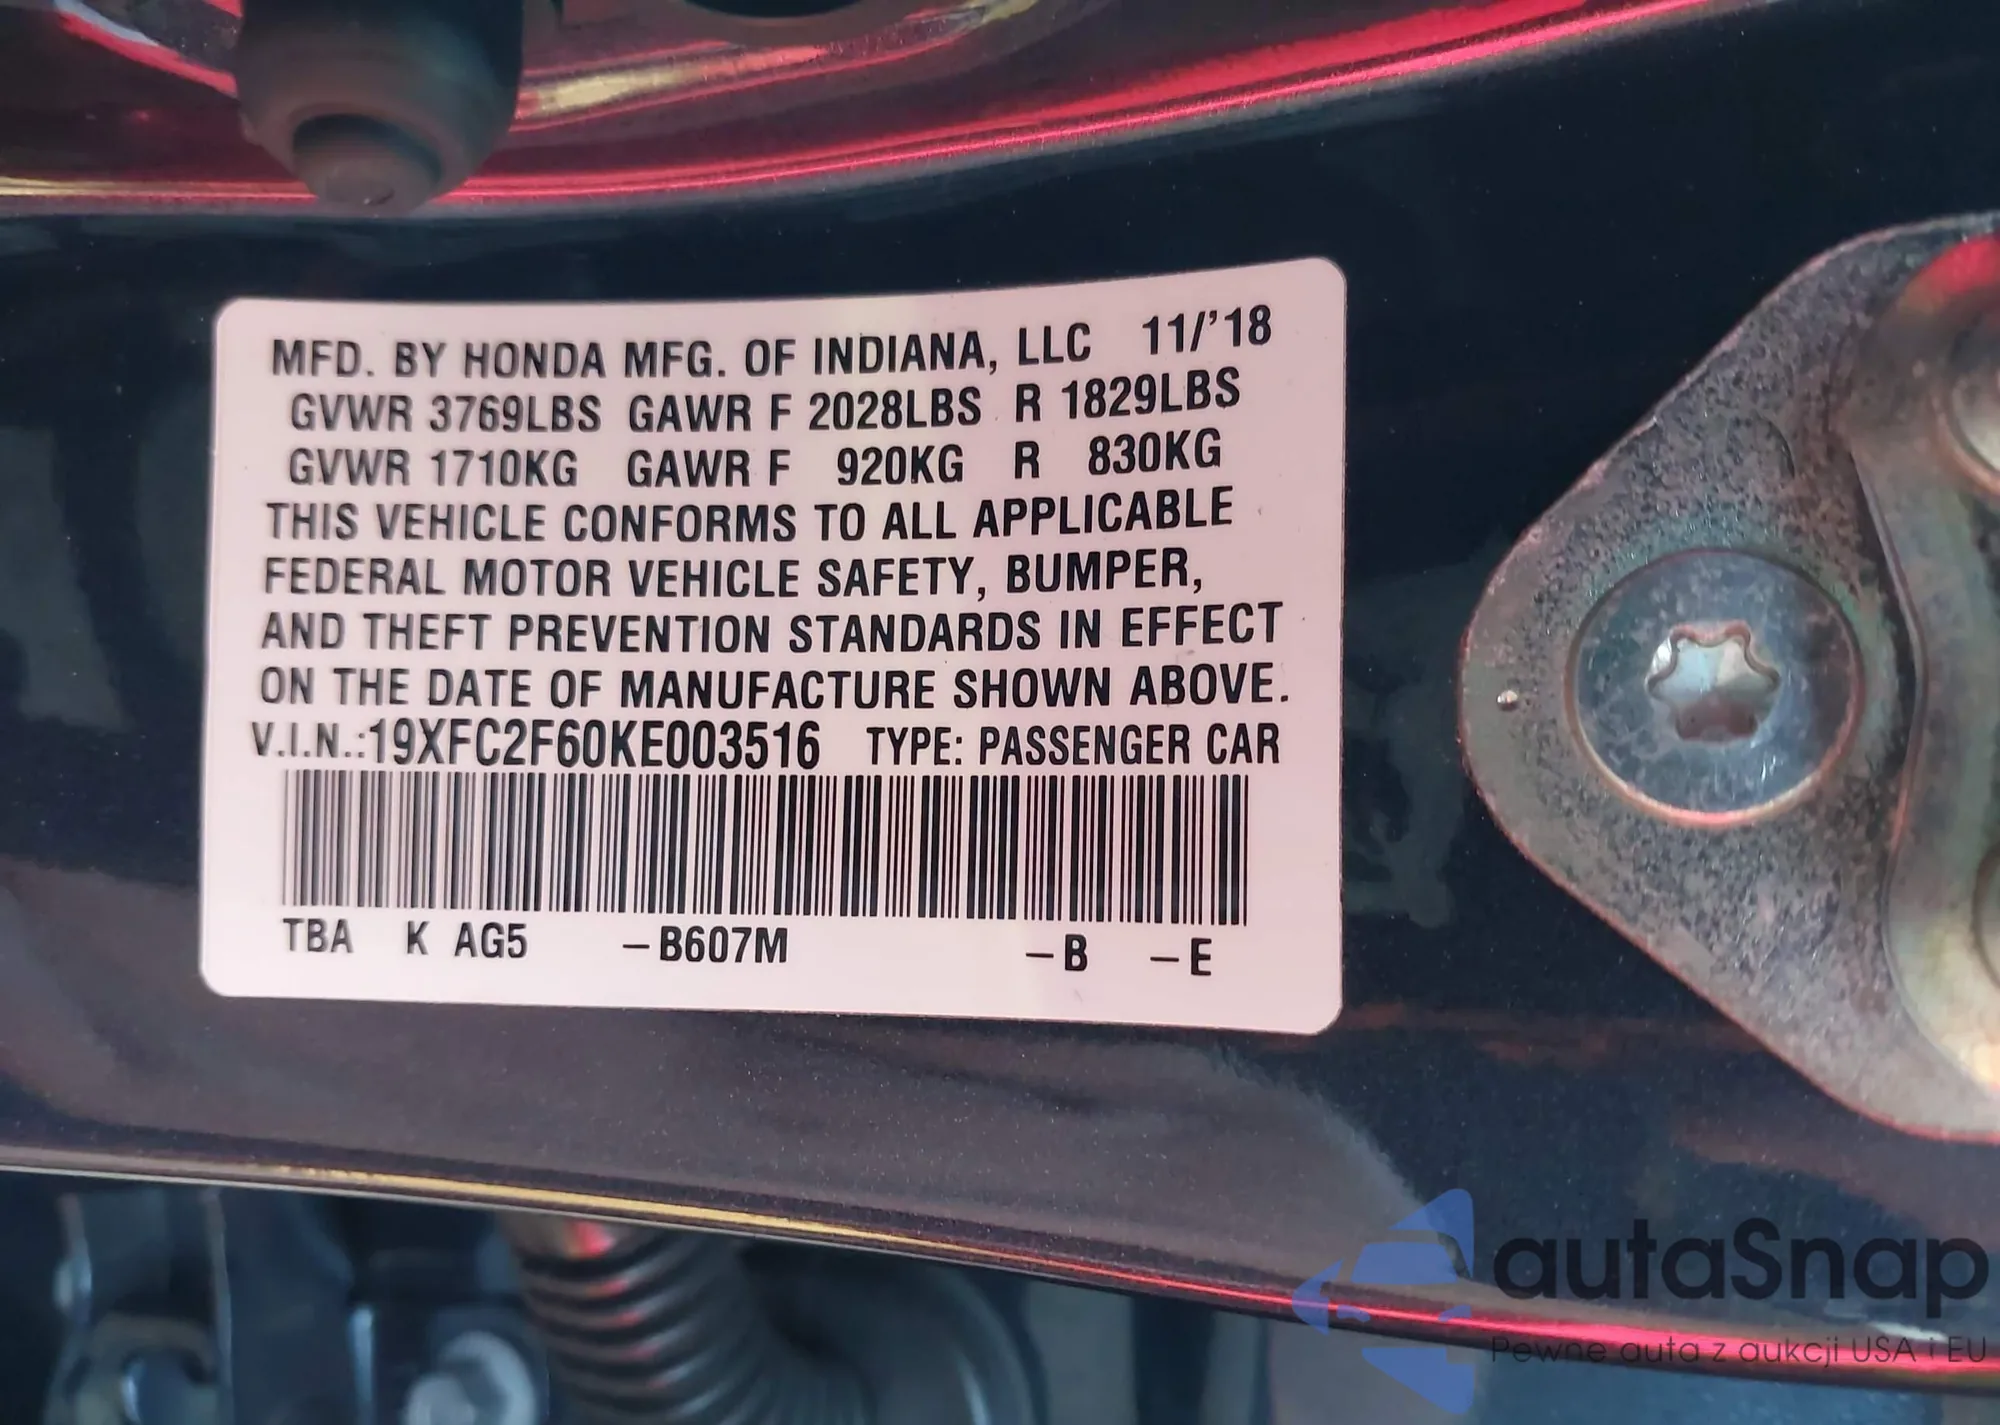 MFD. BY HONDA MFG. OF INDIANA, LLC 11/'18
GVWR 3769LBS GAWR F 2028LBS R 1829LBS
GVWR 1710KG GAWR F 920KG R 830KG
THIS VEHICLE CONFORMS TO ALL APPLICABLE
FEDERAL MOTOR VEHICLE SAFETY, BUMPER,
AND THEFT PREVENTION STANDARDS IN EFFECT
ON THE DATE OF MANUFACTURE SHOWN ABOVE.
V.I.N.:19XFC2F60KE003516 TYPE: PASSENGER CAR
TBA K AG5 –B607M –B –E
autaSnap
Pewne auta z aukcji USA i EU